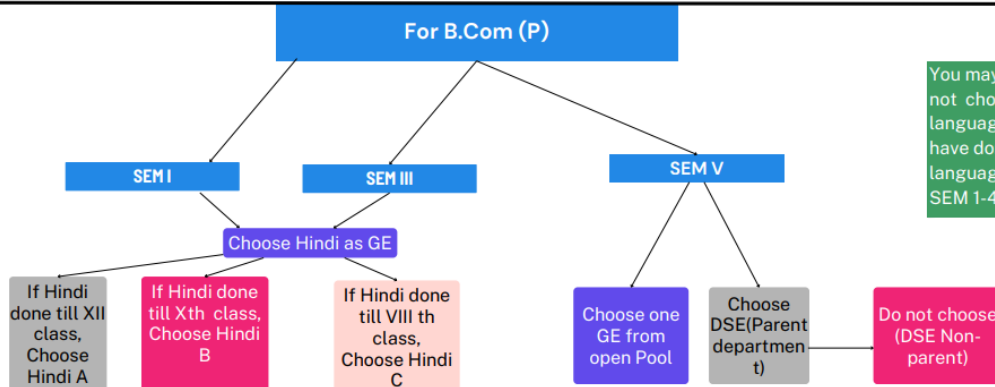 For B.Com (P)
You may
not cho
languag
have do
languag
SEM 1-4
SEM I
SEM III
SEM V
Choose Hindi as GE
If Hindi
done till XII
class,
Choose
Hindi A
If Hindi done
till Xth class,
Choose Hindi
B
If Hindi done
till VIII th
class,
Choose Hindi
C
Choose one
GE from
open Pool
Choose
DSE(Parent
departmen
t)
Do not choose
(DSE Non-
parent)